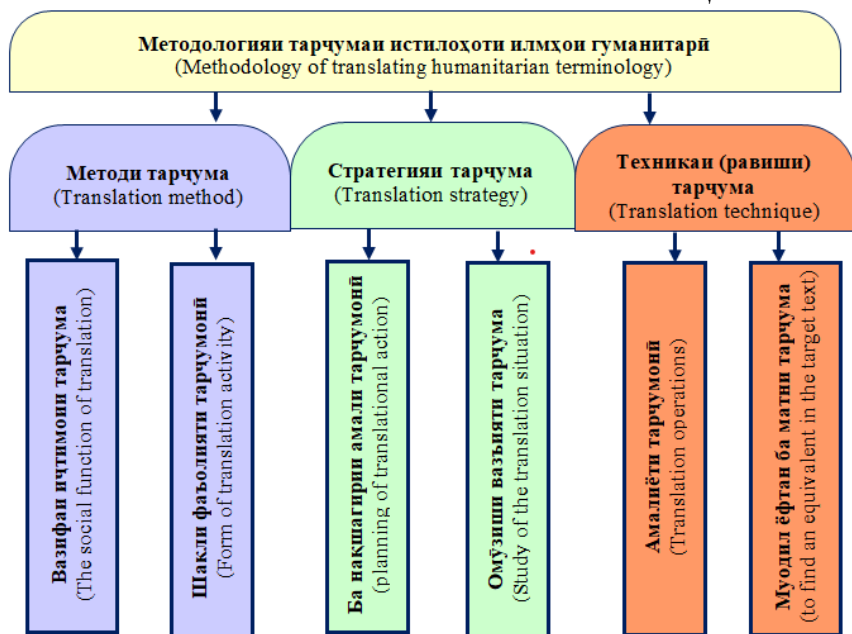 Методологияи тарҷумаи истилоҳоти илмҳои гуманитарӣ
(Methodology of translating humanitarian terminology)
Методи тарҷума
(Translation method)
Стратегияи тарҷума
(Translation strategy)
Техникаи (равиши)
тарҷума
(Translation technique)
Вазифаи иҷтимоии тарҷума
(The social function of translation)
Шакли фаъолияти тарҷумонӣ
(Form of translation activity)
Ба нақшагирии амали тарҷумонӣ
(planning of translational action)
Омӯзиши вазъияти тарҷума
(Study of the translation situation)
Амалиёти тарҷумонӣ
(Translation operations)
Муодил ёфтан ба матни тарҷума
(to find an equivalent in the target text)